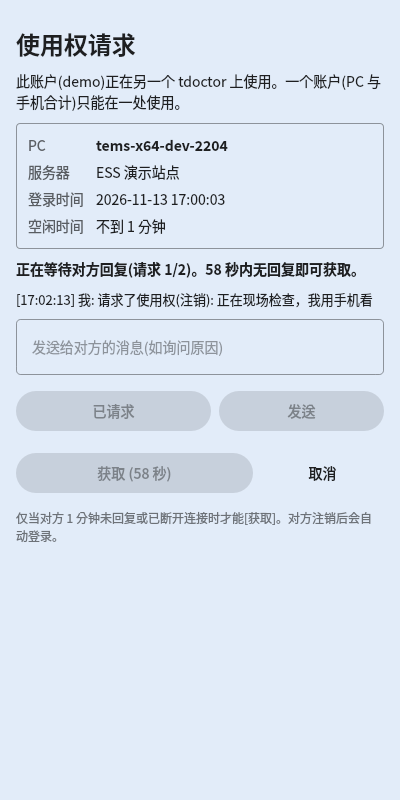 使用权请求
此账户(demo)正在另一个 tdoctor 上使用。一个账户(PC 与
手机合计)只能在一处使用。
PC tems-x64-dev-2204
服务器 ESS 演示站点
登录时间 2026-11-13 17:00:03
空闲时间 不到 1 分钟
正在等待对方回复(请求 1/2)。58 秒内无回复即可获取。
[17:02:13] 我: 请求了使用权(注销): 正在现场检查，我用手机看
发送给对方的消息(如询问原因)
已请求 发送
获取 (58 秒) 取消
仅当对方 1 分钟未回复或已断开连接时才能[获取]。对方注销后会自
动登录。